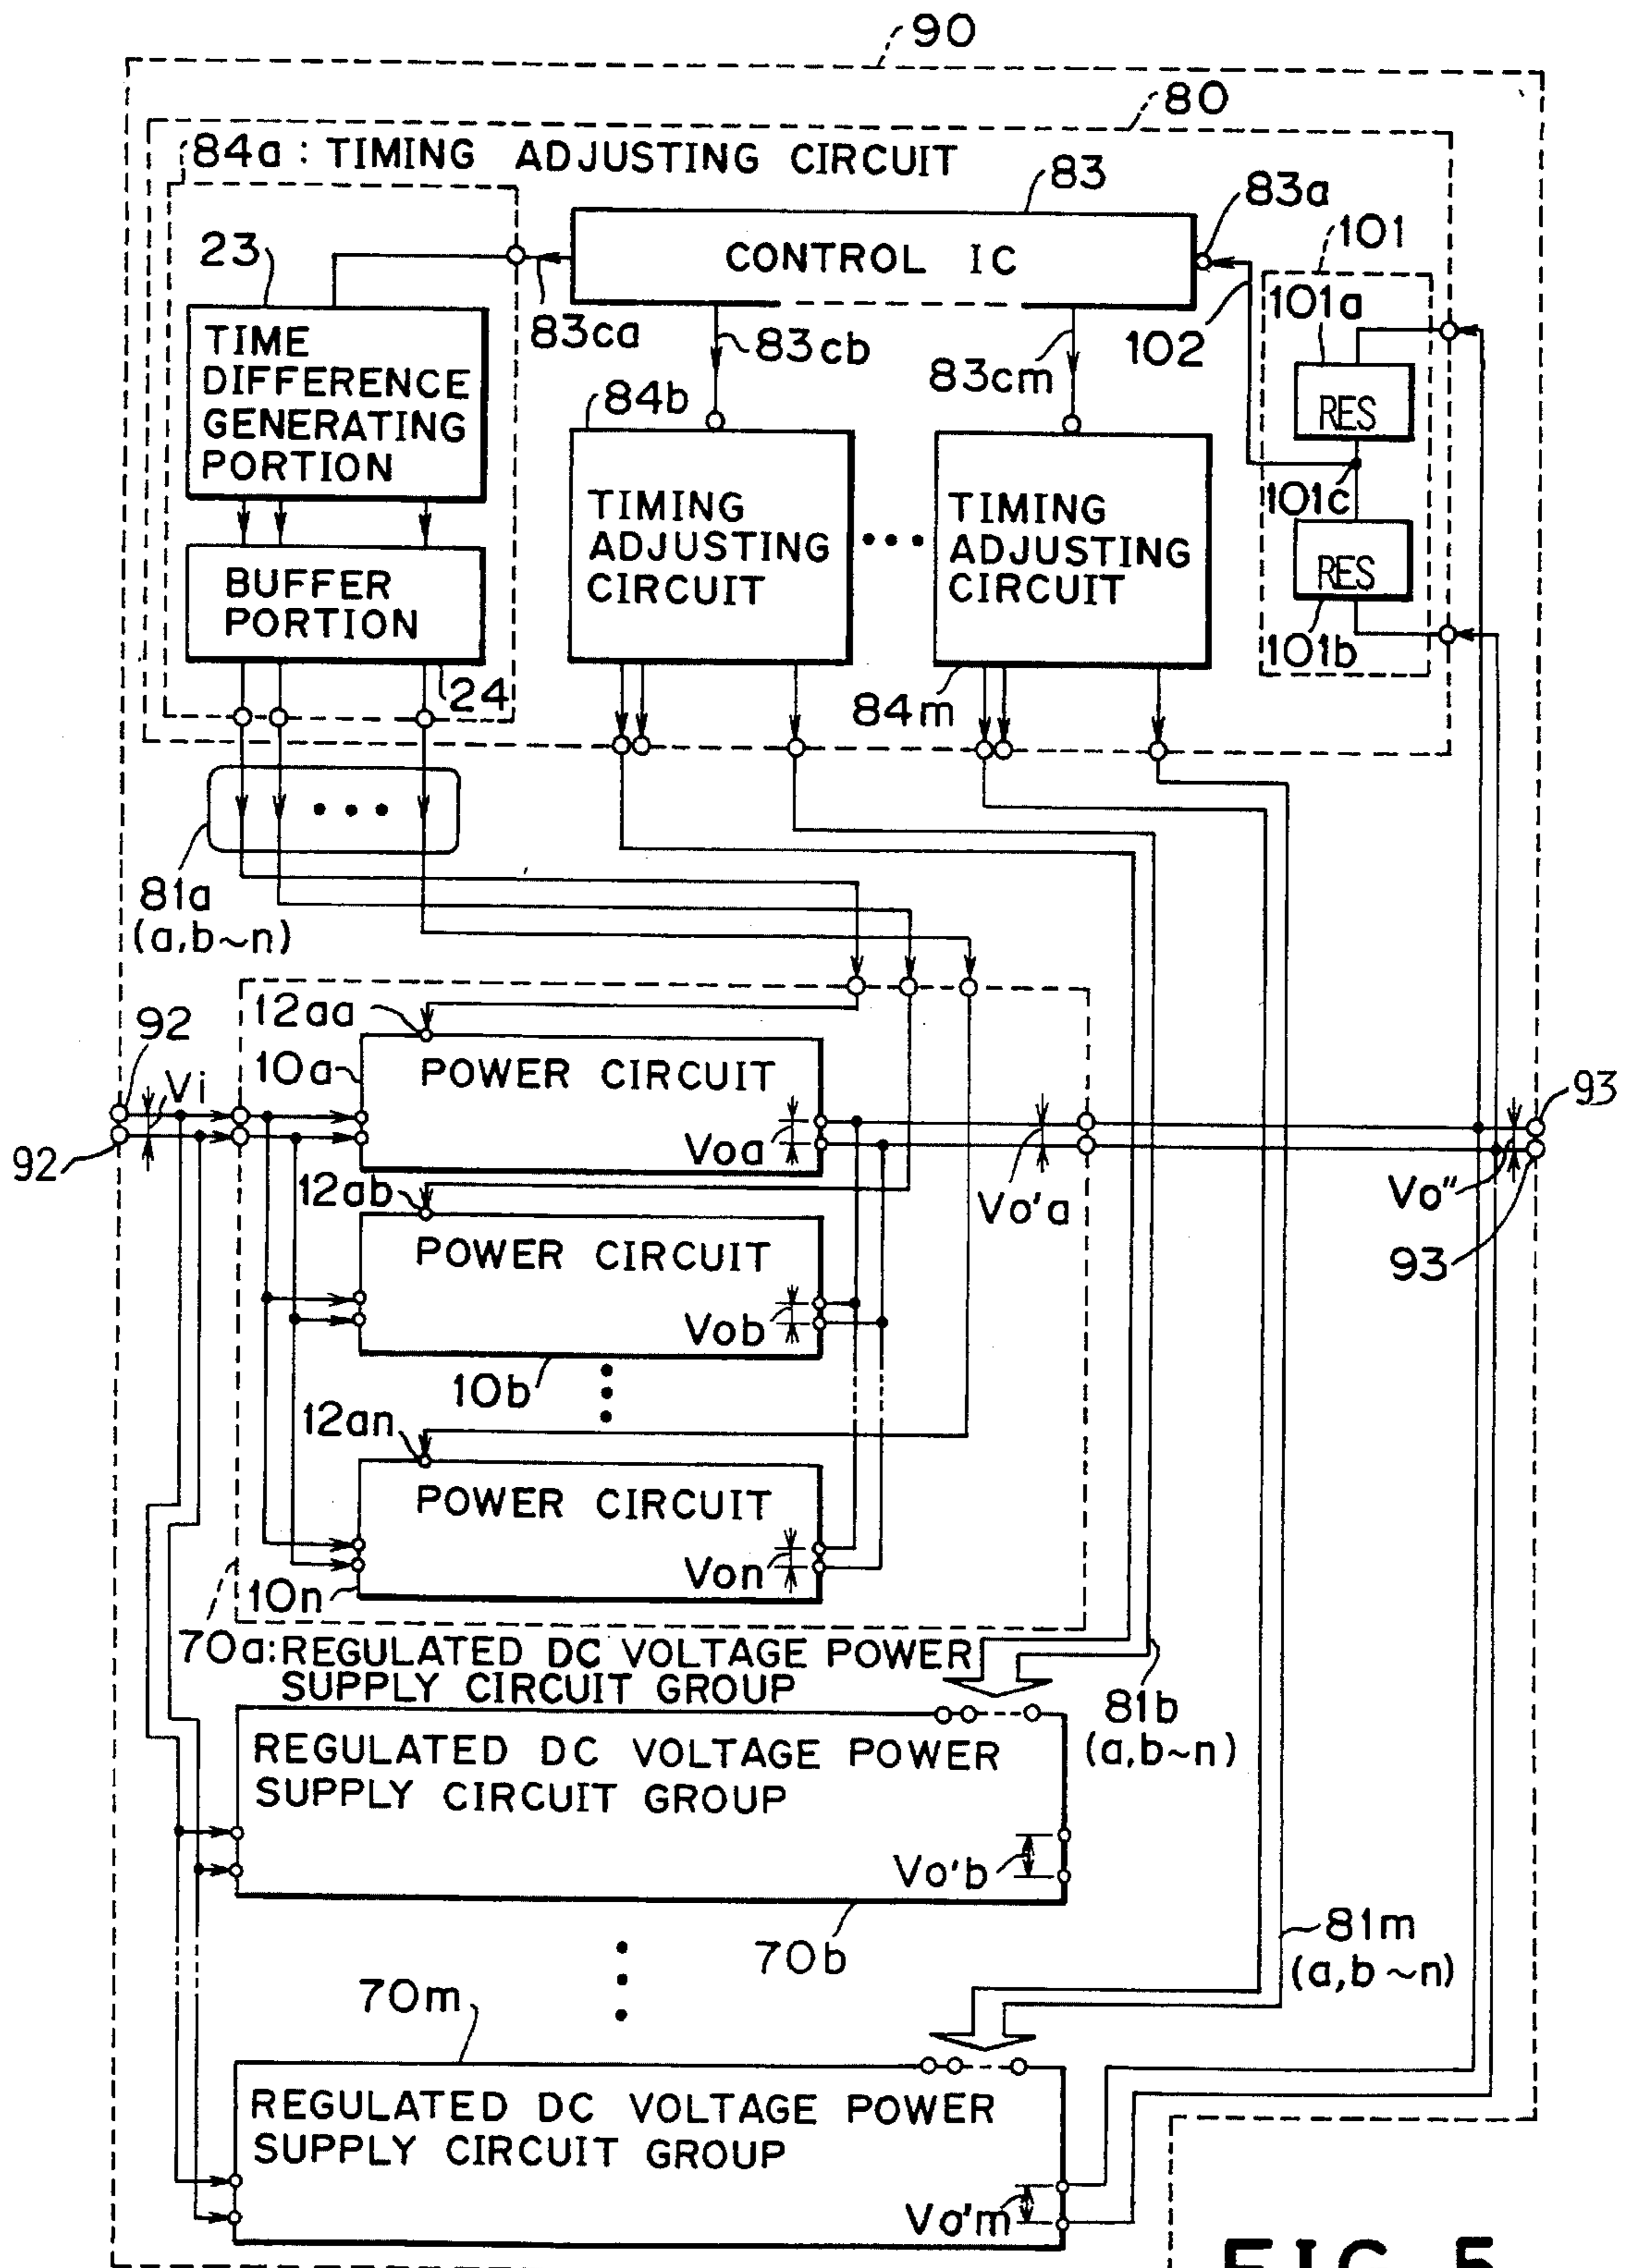 90
80
84a : TIMING ADJUSTING CIRCUIT
83
83a
101
23
CONTROL IC
101a
TIME
DIFFERENCE
GENERATING
PORTION
83ca
83cb
83cm
102
RES
84b
101c
TIMING
ADJUSTING
CIRCUIT
TIMING
ADJUSTING
CIRCUIT
RES
BUFFER
PORTION
101b
24
84m
81a
(a,b~n)
12aa
92
10a
POWER CIRCUIT
Vi
93
92
Voa
12ab
Vo'a
Vo"
POWER CIRCUIT
93
Vob
10b
12an
POWER CIRCUIT
Von
10n
70a:REGULATED DC VOLTAGE POWER
SUPPLY CIRCUIT GROUP
81b
(a,b~n)
REGULATED DC VOLTAGE POWER
SUPPLY CIRCUIT GROUP
Vo'b
70b
81m
(a,b~n)
70m
REGULATED DC VOLTAGE POWER
SUPPLY CIRCUIT GROUP
Vo'm
FIG.5